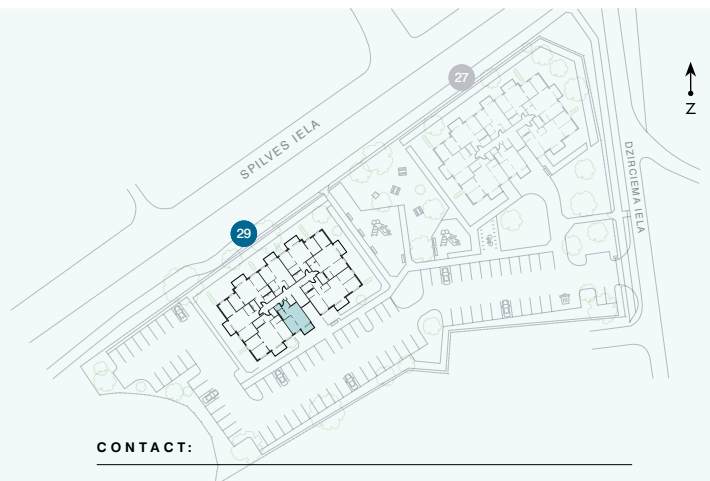 27
Z
SPILVES IELA
DZIRCIEMA IELA
29
CONTACT: